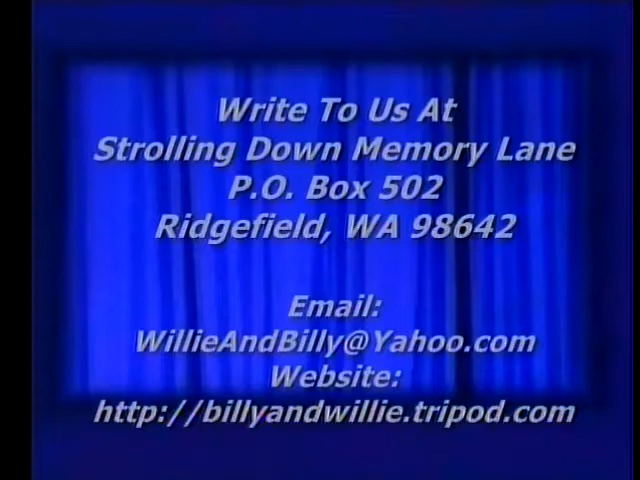 Write To Us At
Strolling Down Memory Lane
P.O. Box 502
Ridgefield, WA 98642
Email:
WillieAndBilly@Yahoo.com
Website:
http://billyandwillie.tripod.com